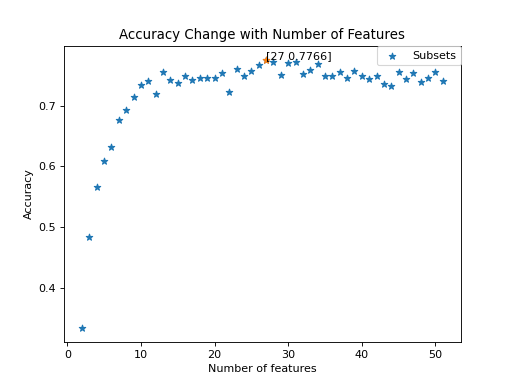 Accuracy Change with Number of Features
[27 0.7766]
Subsets
0.7
0.6
0.5
0.4
Accuracy
0 10 20 30 40 50
Number of features